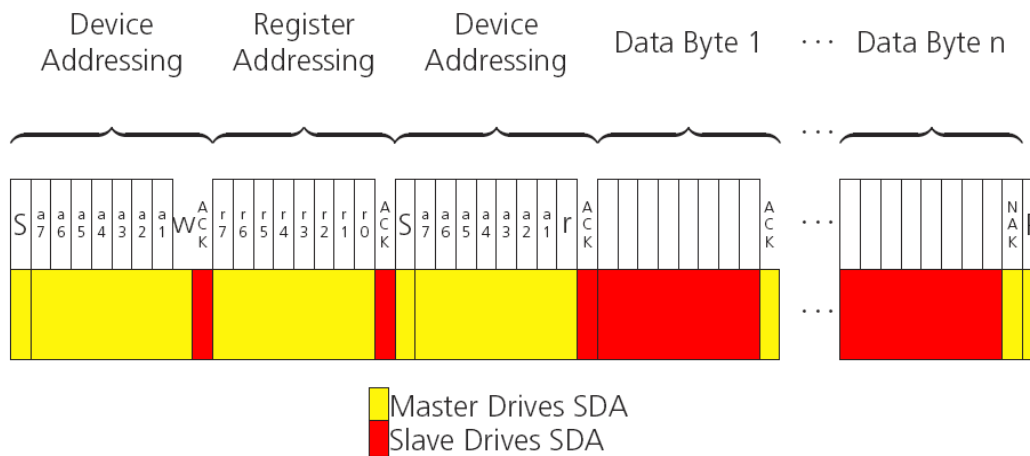 Device Addressing Register Addressing Device Addressing Data Byte 1 ... Data Byte n
...
S a7 a6 a5 a4 a3 a2 a1 w ACK r7 r6 r5 r4 r3 r2 r1 r0 ACK S a7 a6 a5 a4 a3 a2 a1 r ACK ACK ... NAK
...
Master Drives SDA
Slave Drives SDA